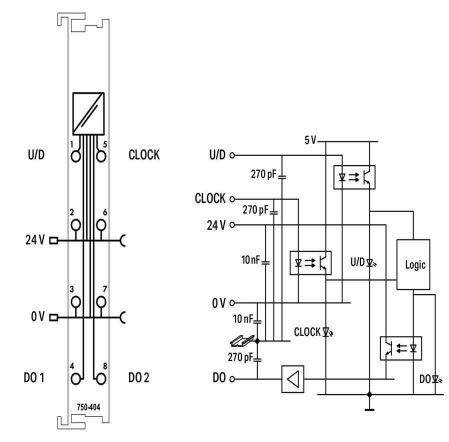 1 5
U/D CLOCK
2 6
24 V
3 7
0 V
4 8
DO 1 DO 2
750-404
5 V
U/D
270 pF
CLOCK
270 pF
24 V
10 nF
U/D
Logic
0 V
10 nF
CLOCK
270 pF
DO
DO